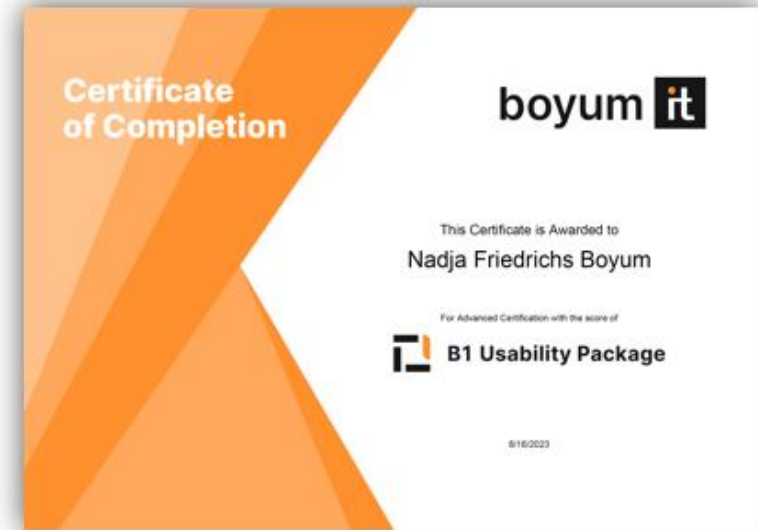 Certificate
of Completion
boyum it
This Certificate is Awarded to
Nadja Friedrichs Boyum
For Advanced Certification with the score of
B1 Usability Package
8/16/2023